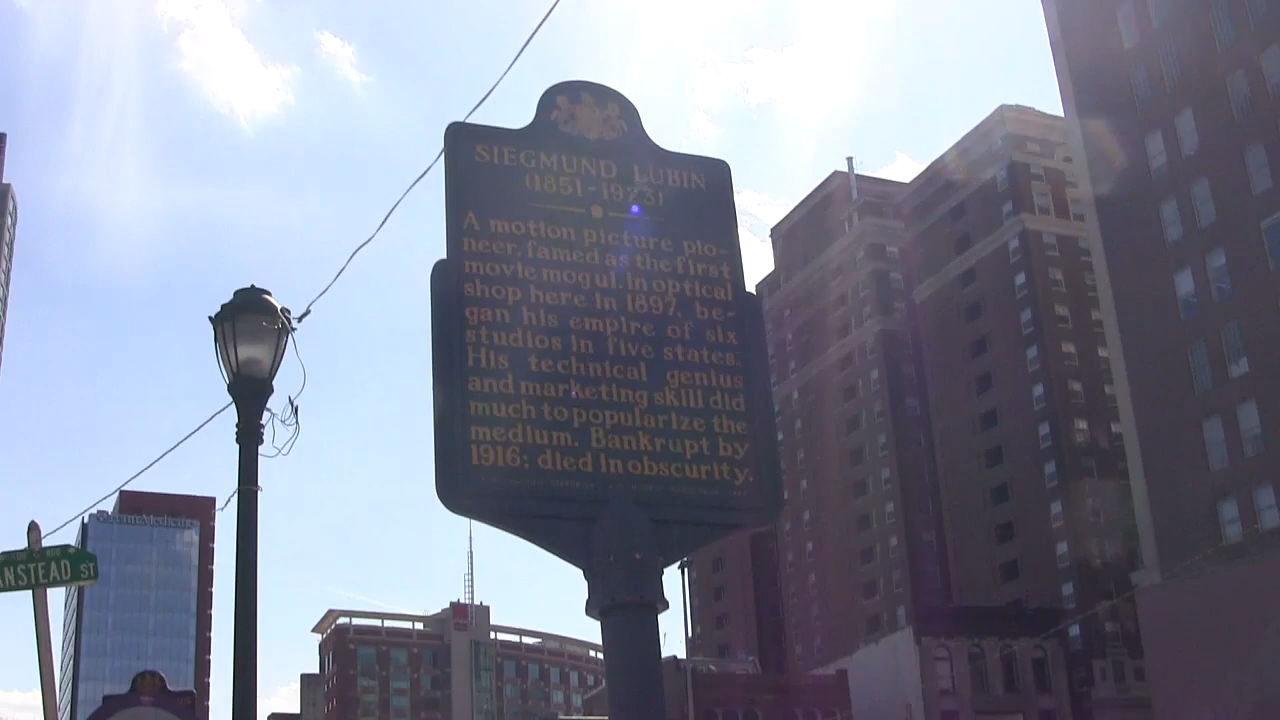 SIEGMUND LUBIN
(1851-1923)
A motion picture pio-
neer, famed as the first
movie mogul. in optical
shop here in 1897, be-
gan his empire of six
studios in five states.
His technical genius
and marketing skill did
much to popularize the
medium. Bankrupt by
1916; died in obscurity.
Penn Medicine
ANSTEAD ST